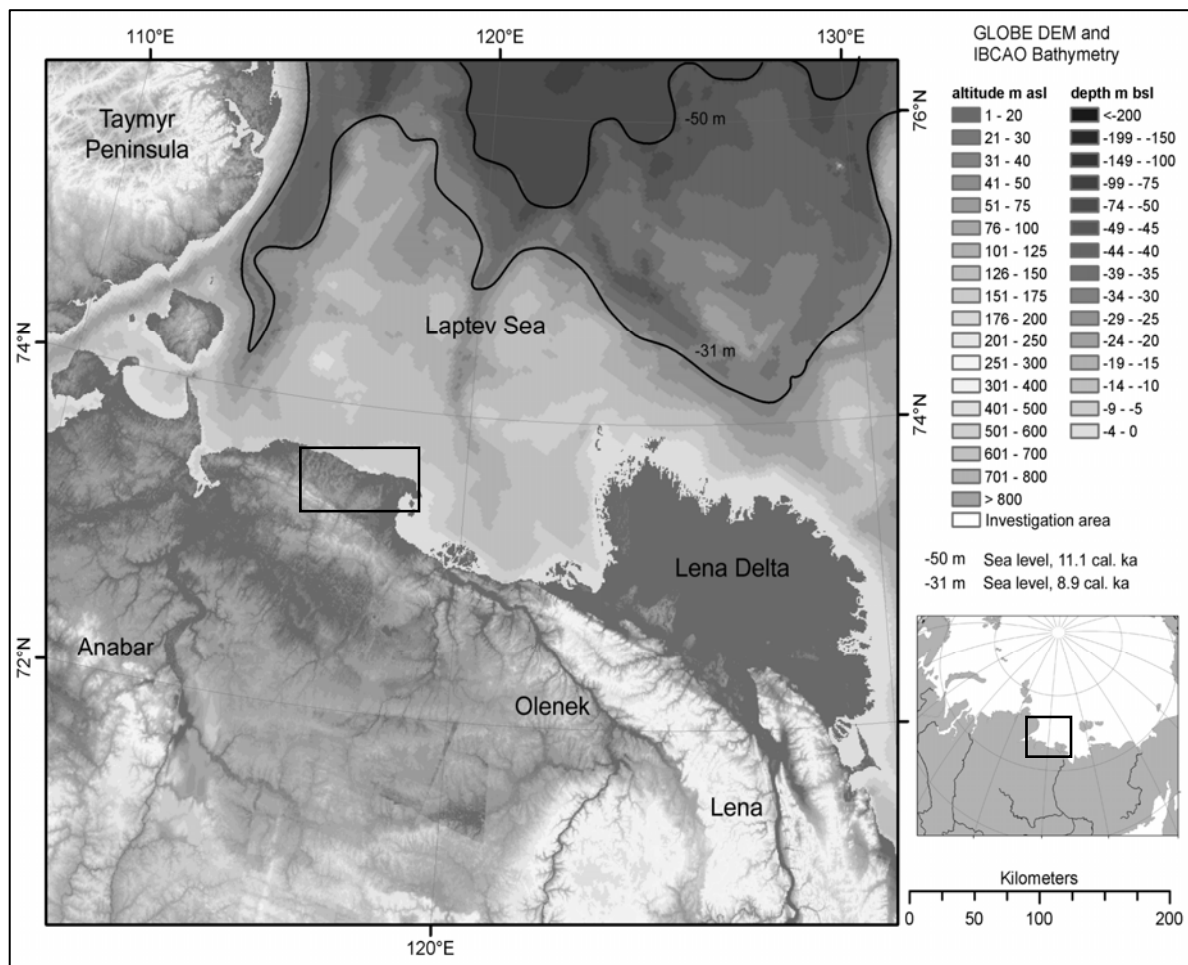 110°E
120°E
130°E
Taymyr
Peninsula
-50 m
76°N
74°N
Laptev Sea
-31 m
74°N
Lena Delta
72°N
Anabar
Olenek
72°N
Lena
120°E
GLOBE DEM and
IBCAO Bathymetry
altitude m asl
1 - 20
21 - 30
31 - 40
41 - 50
51 - 75
76 - 100
101 - 125
126 - 150
151 - 175
176 - 200
201 - 250
251 - 300
301 - 400
401 - 500
501 - 600
601 - 700
701 - 800
> 800
Investigation area
depth m bsl
<-200
-199 - -150
-149 - -100
-99 - -75
-74 - -50
-49 - -45
-44 - -40
-39 - -35
-34 - -30
-29 - -25
-24 - -20
-19 - -15
-14 - -10
-9 - -5
-4 - 0
-50 m Sea level, 11.1 cal. ka
-31 m Sea level, 8.9 cal. ka
Kilometers
0 50 100 200